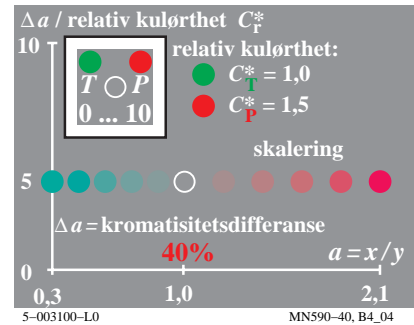 Δa / relativ kulørthet C*r
10
relativ kulørthet:
T P
0 ... 10
C*T = 1,0
C*P = 1,5
skalering
5
Δa = kromatisitetsdifferanse
40%
a = x/y
0
0,3 1,0 2,1
5-003100-L0 MN590-40, B4_04